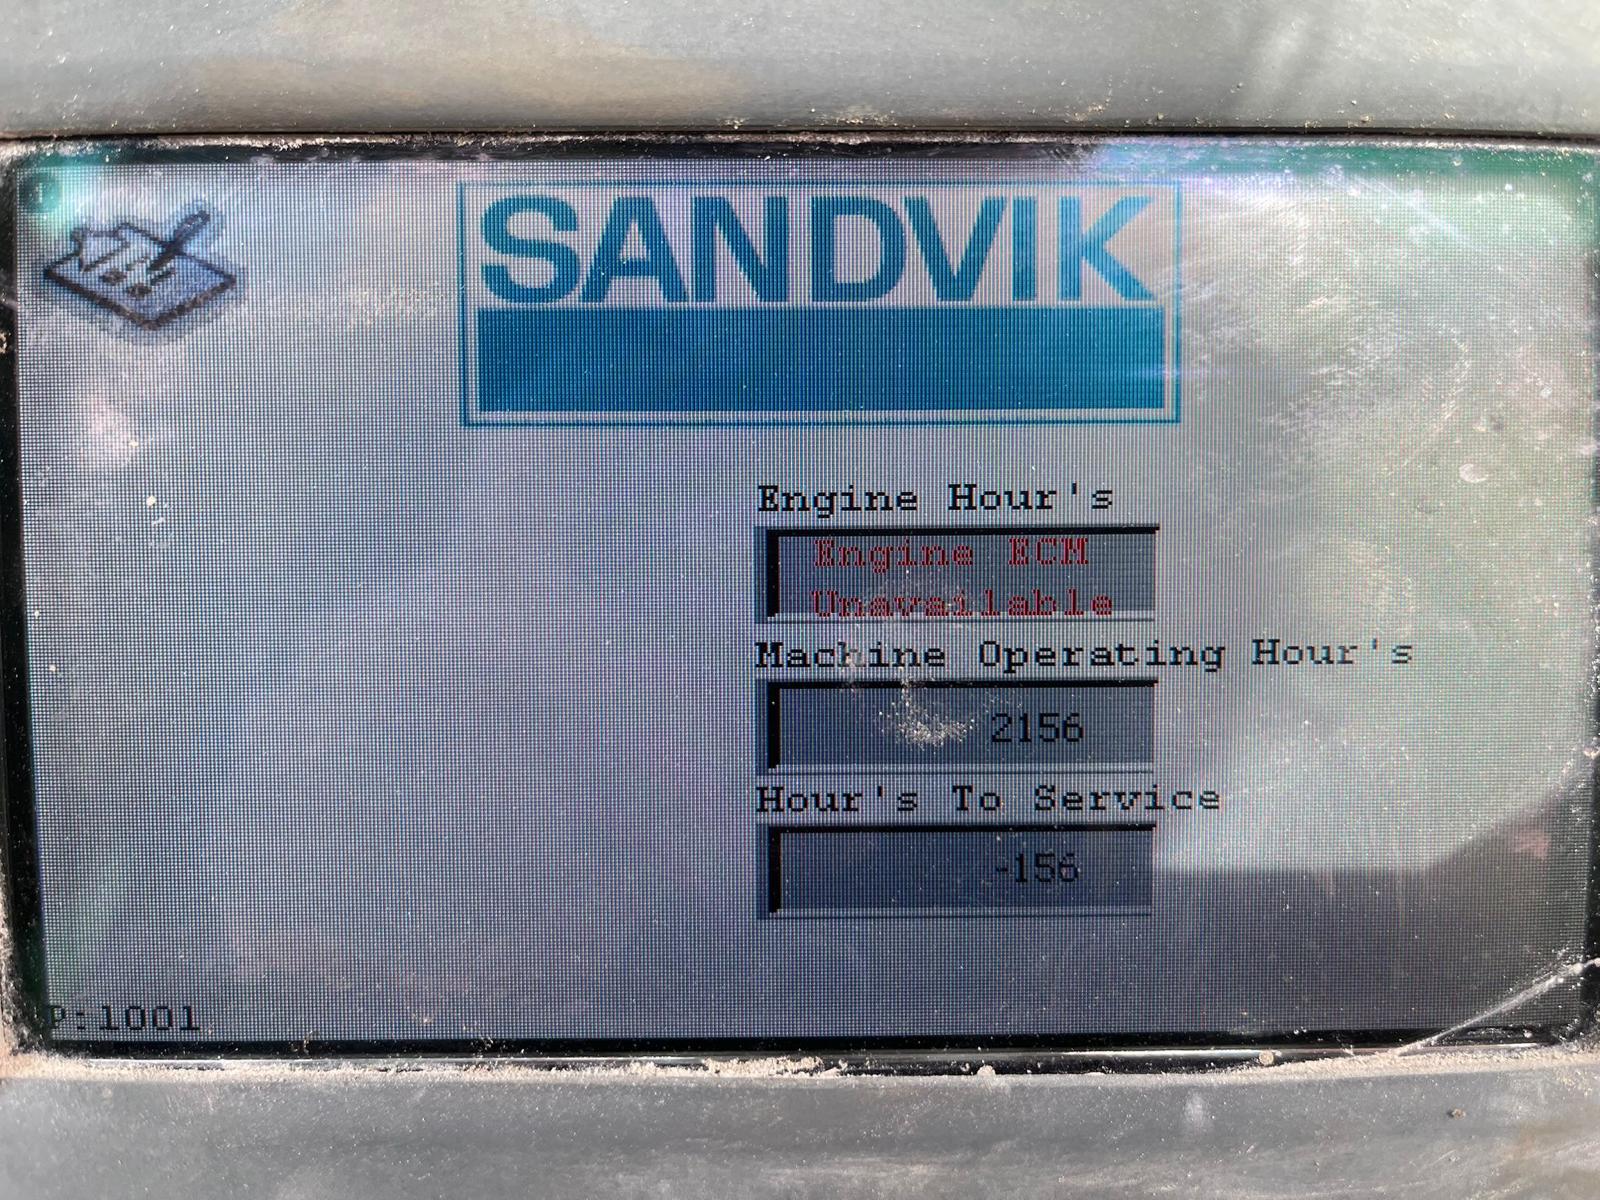 SANDVIK
Engine Hour's
Engine ECM
Unavailable
Machine Operating Hour's
2156
Hour's To Service
-156
P:1001